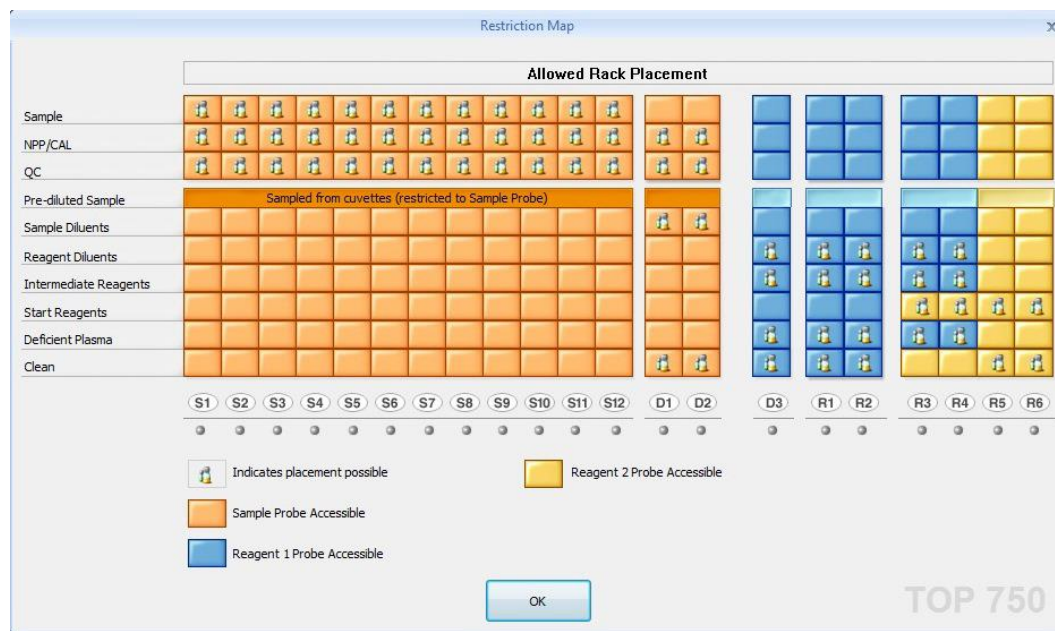 Restriction Map
x
Allowed Rack Placement
Sample
NPP/CAL
QC
Pre-diluted Sample
Sampled from cuvettes (restricted to Sample Probe)
Sample Diluents
Reagent Diluents
Intermediate Reagents
Start Reagents
Deficient Plasma
Clean
S1 S2 S3 S4 S5 S6 S7 S8 S9 S10 S11 S12 D1 D2 D3 R1 R2 R3 R4 R5 R6
Indicates placement possible
Reagent 2 Probe Accessible
Sample Probe Accessible
Reagent 1 Probe Accessible
OK
TOP 750